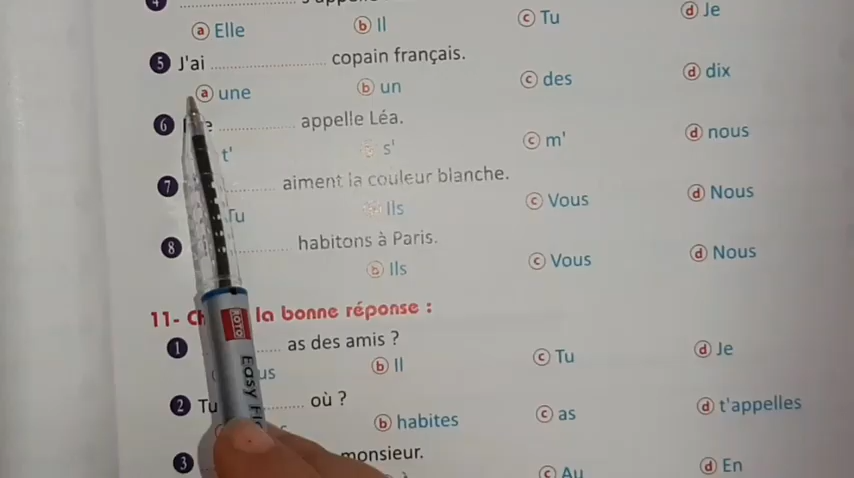 4
ⓐ Elle ⓑ Il ⓒ Tu ⓓ Je
5 J'ai .......................... copain français.
ⓐ une ⓑ un ⓒ des ⓓ dix
6 ................. appelle Léa.
t' ⓑ s' ⓒ m' ⓓ nous
7 ........... aiment la couleur blanche.
Tu ⓑ Ils ⓒ Vous ⓓ Nous
8 ............. habitons à Paris.
ⓑ Ils ⓒ Vous ⓓ Nous
11- la bonne réponse :
1 ...... as des amis ?
ⓑ Il ⓒ Tu ⓓ Je
2 Tu ......... où ?
ⓑ habites ⓒ as ⓓ t'appelles
3 monsieur.
ⓒ Au ⓓ En
ROTO
Easy